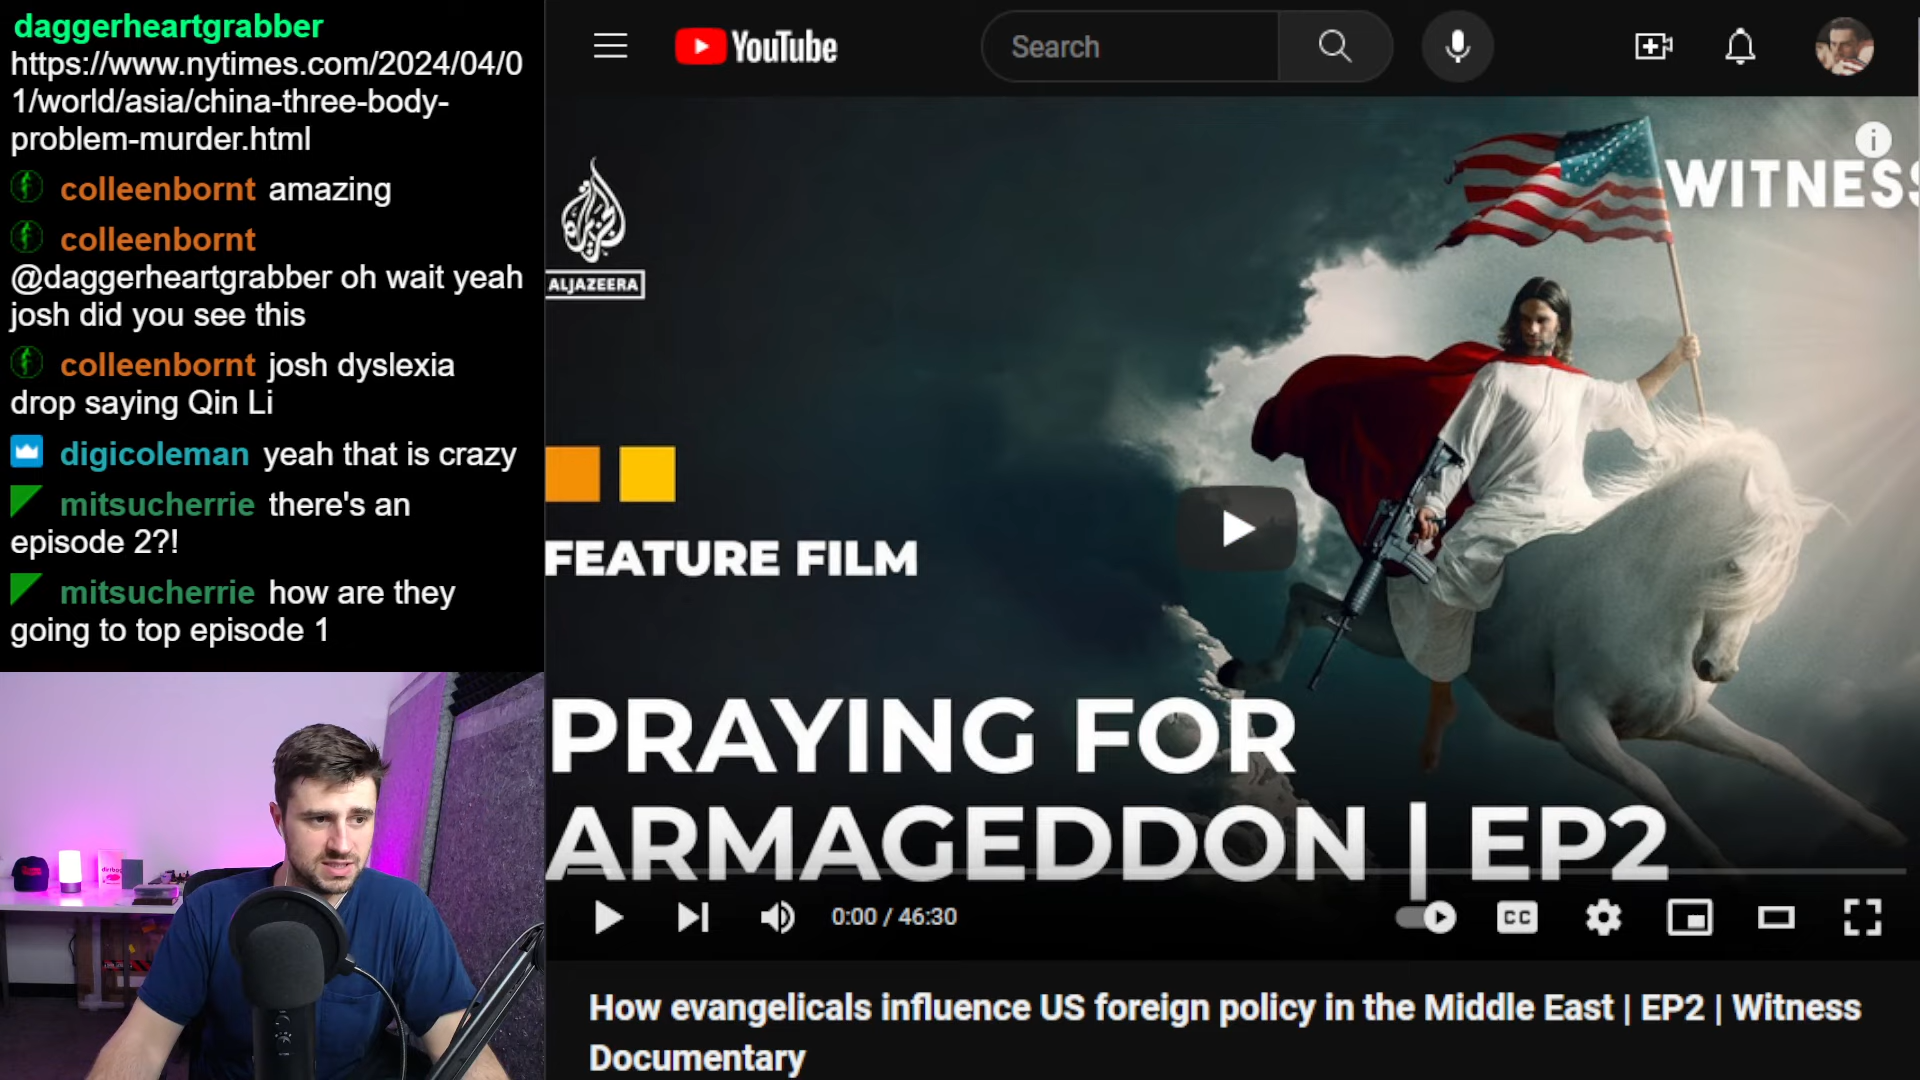 daggerheartgrabber
https://www.nytimes.com/2024/04/0
1/world/asia/china-three-body-
problem-murder.html
colleenbornt amazing
colleenbornt
@daggerheartgrabber oh wait yeah
josh did you see this
colleenbornt josh dyslexia
drop saying Qin Li
digicoleman yeah that is crazy
mitsucherrie there's an
episode 2?!
mitsucherrie how are they
going to top episode 1
YouTube
Search
WITNESS
ALJAZEERA
FEATURE FILM
PRAYING FOR
ARMAGEDDON | EP2
0:00 / 46:30
CC
How evangelicals influence US foreign policy in the Middle East | EP2 | Witness
Documentary